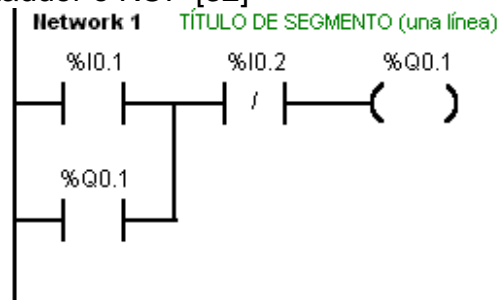 Network 1 TÍTULO DE SEGMENTO (una línea)
%I0.1 %I0.2 %Q0.1
/
%Q0.1